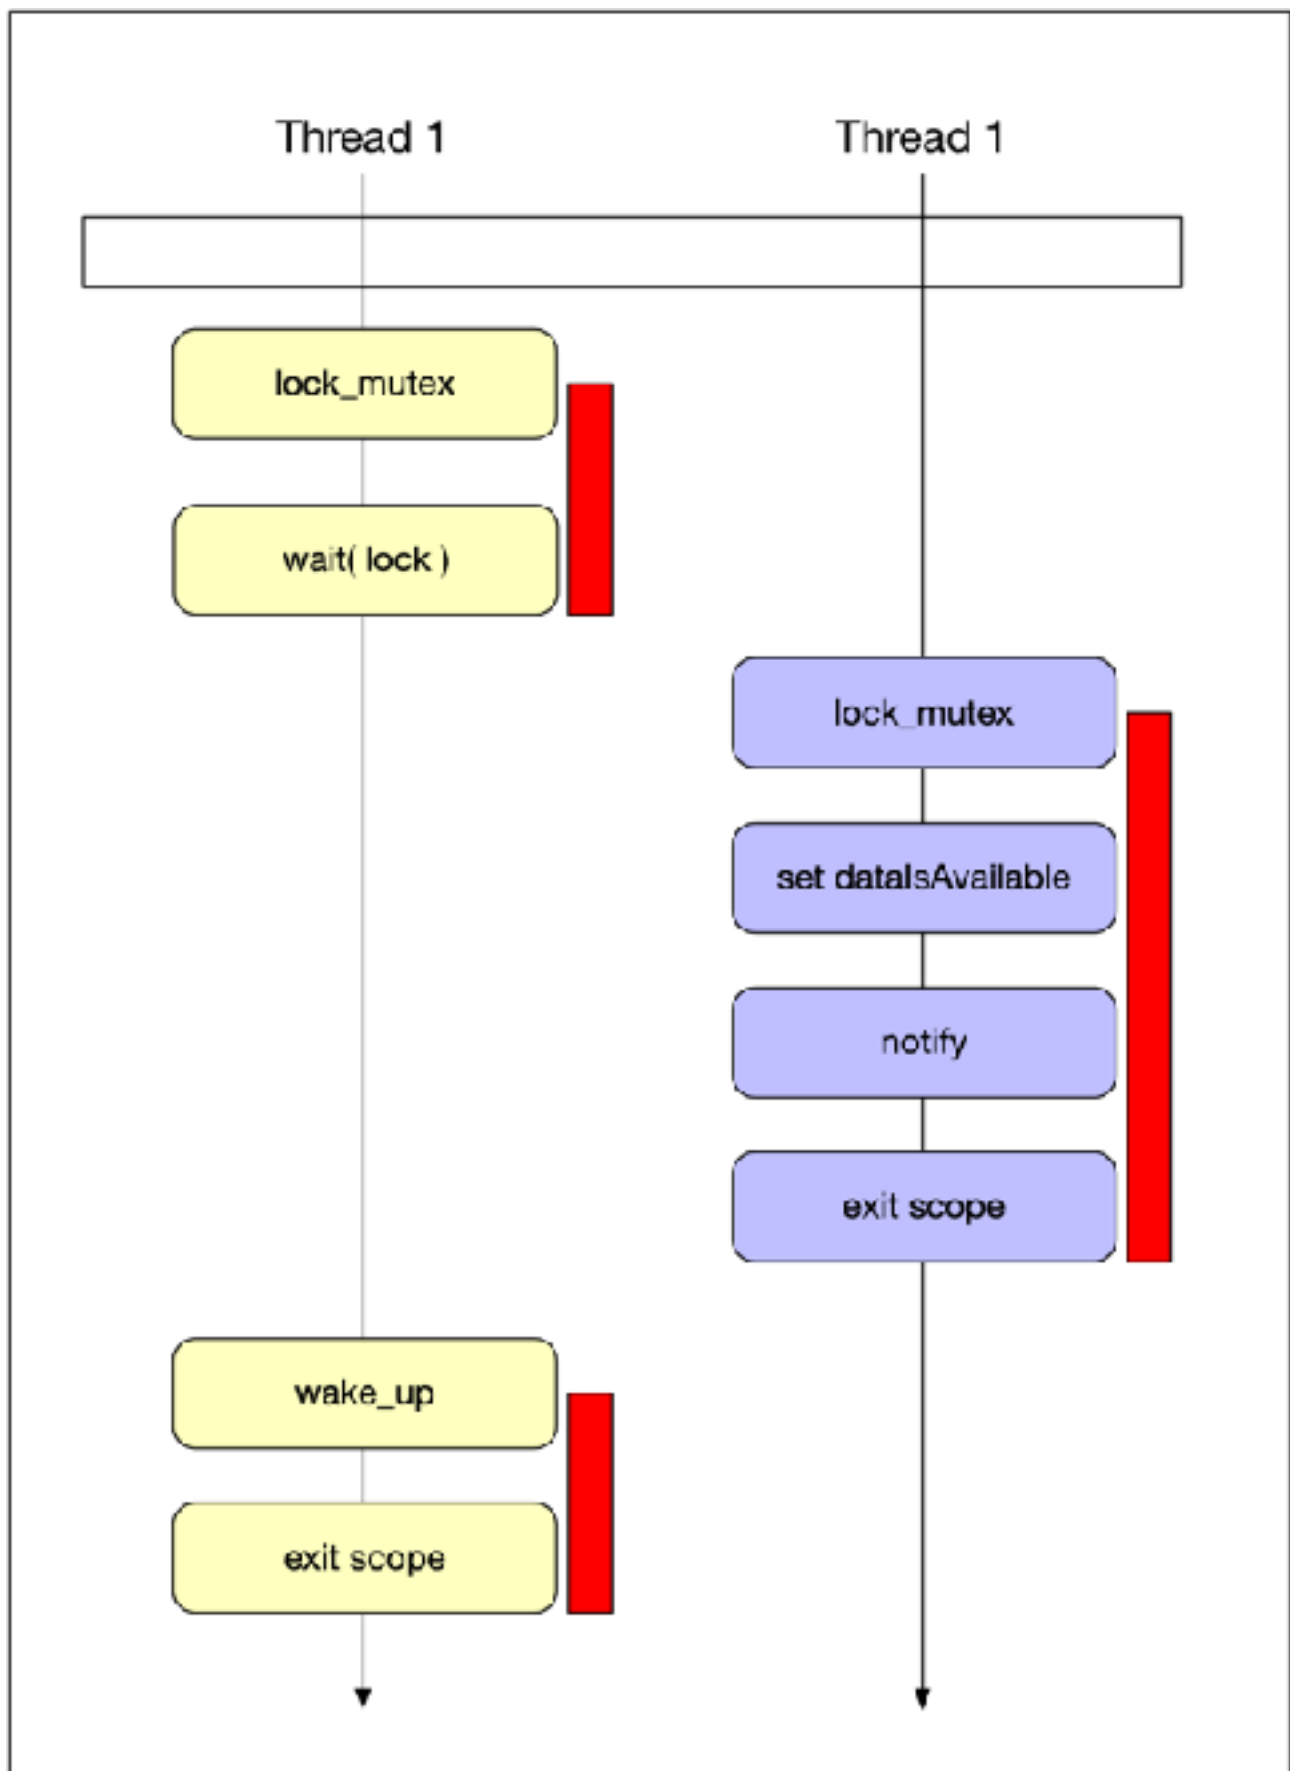 Thread 1
Thread 1
lock_mutex
wait( lock )
lock_mutex
set dataIsAvailable
notify
exit scope
wake_up
exit scope